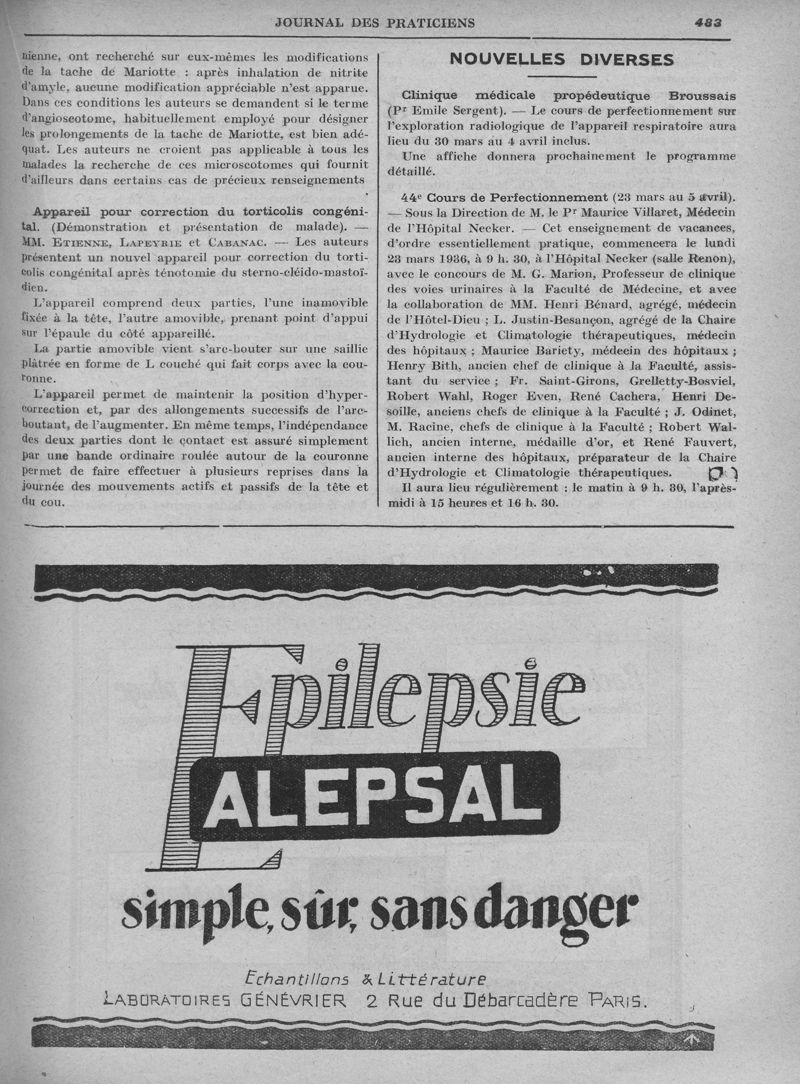 JOURNAL DES PRATICIENS
483
nienne, ont recherché sur eux-mêmes les modifications
de la tache de Mariotte : après inhalation de nitrite
d'amyle, aucune modification appréciable n'est apparue.
Dans ces conditions les auteurs se demandent si le terme
d'angioscotome, habituellement employé pour désigner
les prolongements de la tache de Mariotte, est bien adé-
quat. Les auteurs ne croient pas applicable à tous les
malades la recherche de ces microscotomes qui fournit
d'ailleurs dans certains cas de précieux renseignements
Appareil pour correction du torticolis congéni-
tal. (Démonstration et présentation de malade). —
MM. ETIENNE, LAPEYRIE et CABANAC. — Les auteurs
présentent un nouvel appareil pour correction du torti-
colis congénital après ténotomie du sterno-cléido-mastoï-
dien.
L'appareil comprend deux parties, l'une inamovible
fixée à la tête, l'autre amovible, prenant point d'appui
sur l'épaule du côté appareillé.
La partie amovible vient s'arc-bouter sur une saillie
plâtrée en forme de L couché qui fait corps avec la cou-
ronne.
L'appareil permet de maintenir la position d'hyper-
correction et, par des allongements successifs de l'arc-
boutant, de l'augmenter. En même temps, l'indépendance
des deux parties dont le contact est assuré simplement
par une bande ordinaire roulée autour de la couronne
permet de faire effectuer à plusieurs reprises dans la
journée des mouvements actifs et passifs de la tête et
du cou.
NOUVELLES DIVERSES
Clinique médicale propédeutique Broussais
(Pr Emile Sergent). — Le cours de perfectionnement sur
l'exploration radiologique de l'appareil respiratoire aura
lieu du 30 mars au 4 avril inclus.
Une affiche donnera prochainement le programme
détaillé.
44e Cours de Perfectionnement (23 mars au 5 avril).
— Sous la Direction de M. le Pr Maurice Villaret, Médecin
de l'Hôpital Necker. — Cet enseignement de vacances,
d'ordre essentiellement pratique, commencera le lundi
23 mars 1936, à 9 h. 30, à l'Hôpital Necker (salle Renon),
avec le concours de M. G. Marion, Professeur de clinique
des voies urinaires à la Faculté de Médecine, et avec
la collaboration de MM. Henri Bénard, agrégé, médecin
de l'Hôtel-Dieu ; L. Justin-Besançon, agrégé de la Chaire
d'Hydrologie et Climatologie thérapeutiques, médecin
des hôpitaux ; Maurice Bariety, médecin des hôpitaux ;
Henry Bith, ancien chef de clinique à la Faculté, assis-
tant du service ; Fr. Saint-Girons, Grelletty-Bosviel,
Robert Wahl, Roger Even, René Cachera, Henri De-
soille, anciens chefs de clinique à la Faculté ; J. Odinet,
M. Racine, chefs de clinique à la Faculté ; Robert Wal-
lich, ancien interne, médaille d'or, et René Fauvert,
ancien interne des hôpitaux, préparateur de la Chaire
d'Hydrologie et Climatologie thérapeutiques.
Il aura lieu régulièrement : le matin à 9 h. 30, l'après-
midi à 15 heures et 16 h. 30.
Epilepsie
ALEPSAL
simple, sûr, sans danger
Echantillons & Littérature
LABORATOIRES GÉNÉVRIER 2 Rue du Débarcadère PARIS.